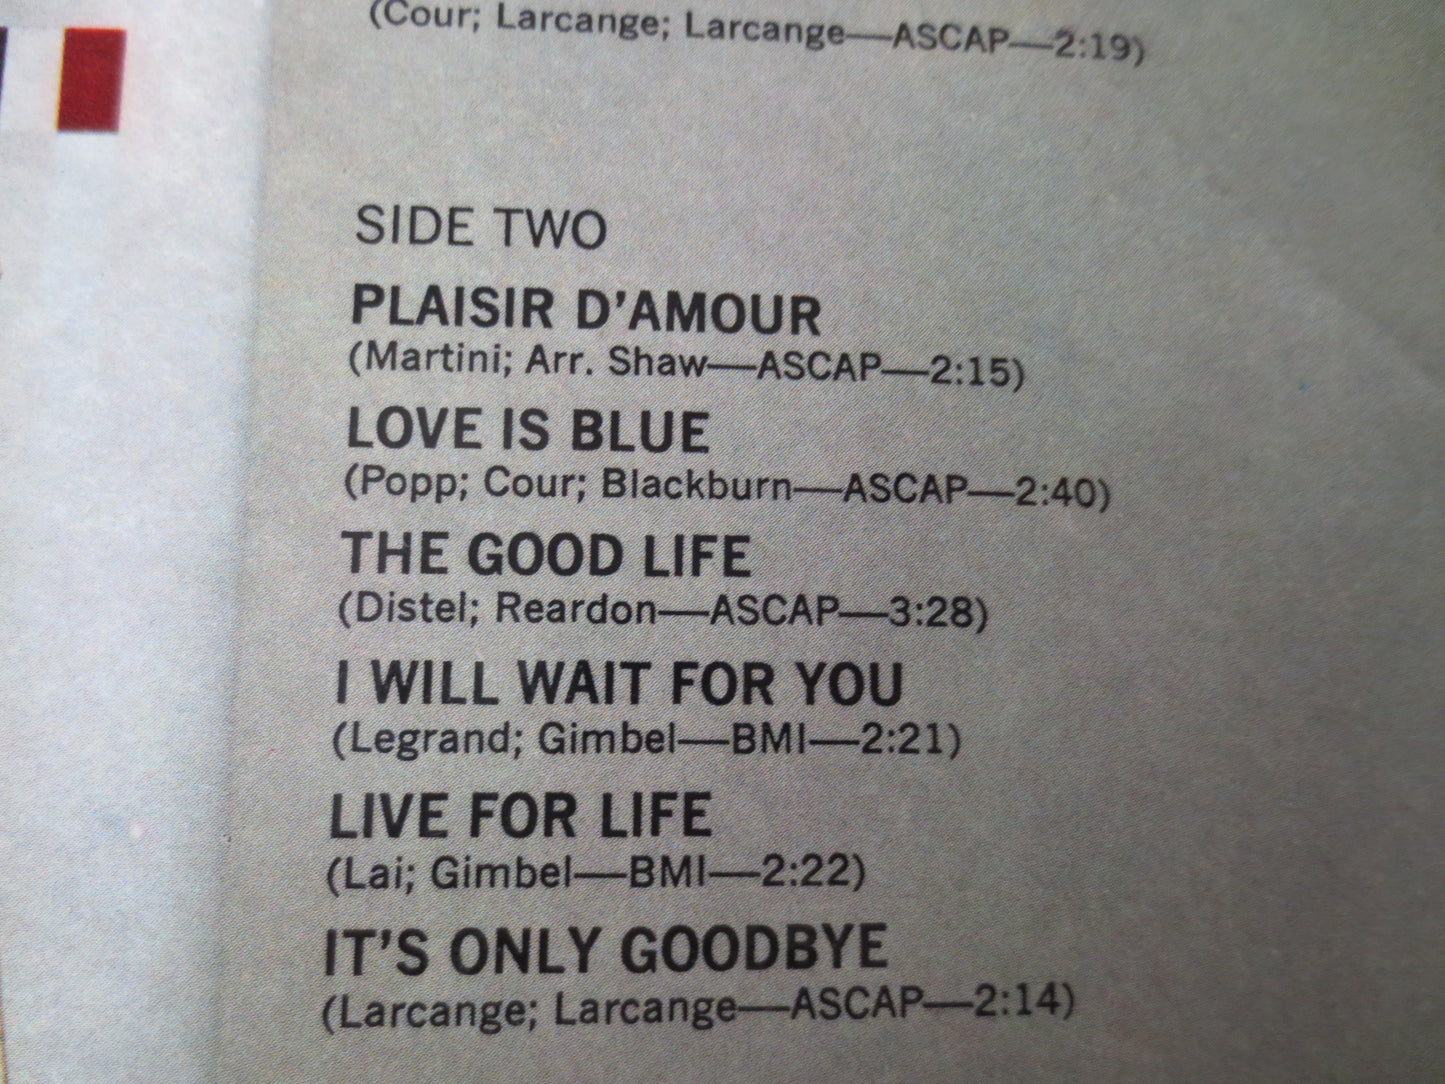 (Cour; Larcange; Larcange—ASCAP—2:19)
SIDE TWO
PLAISIR D'AMOUR
(Martini; Arr. Shaw—ASCAP—2:15)
LOVE IS BLUE
(Popp; Cour; Blackburn—ASCAP—2:40)
THE GOOD LIFE
(Distel; Reardon—ASCAP—3:28)
I WILL WAIT FOR YOU
(Legrand; Gimbel—BMI—2:21)
LIVE FOR LIFE
(Lai; Gimbel—BMI—2:22)
IT'S ONLY GOODBYE
(Larcange; Larcange—ASCAP—2:14)